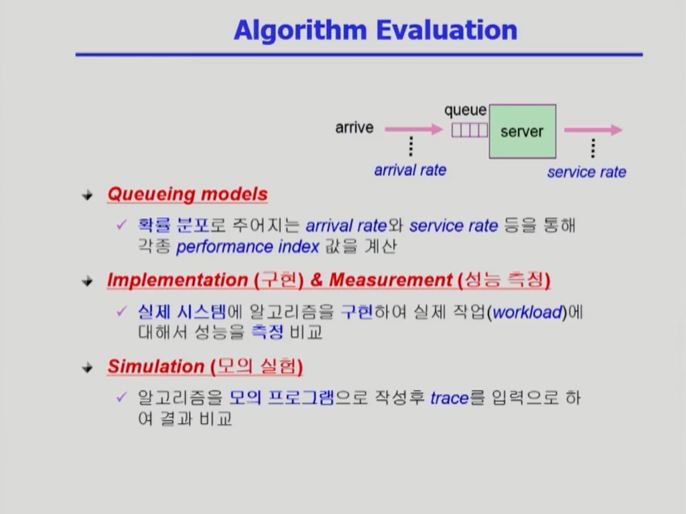 Algorithm Evaluation
queue
arrive
server
arrival rate
service rate
Queueing models
확률 분포로 주어지는 arrival rate와 service rate 등을 통해
각종 performance index 값을 계산
Implementation (구현) & Measurement (성능 측정)
실제 시스템에 알고리즘을 구현하여 실제 작업(workload)에
대해서 성능을 측정 비교
Simulation (모의 실험)
알고리즘을 모의 프로그램으로 작성후 trace를 입력으로 하
여 결과 비교